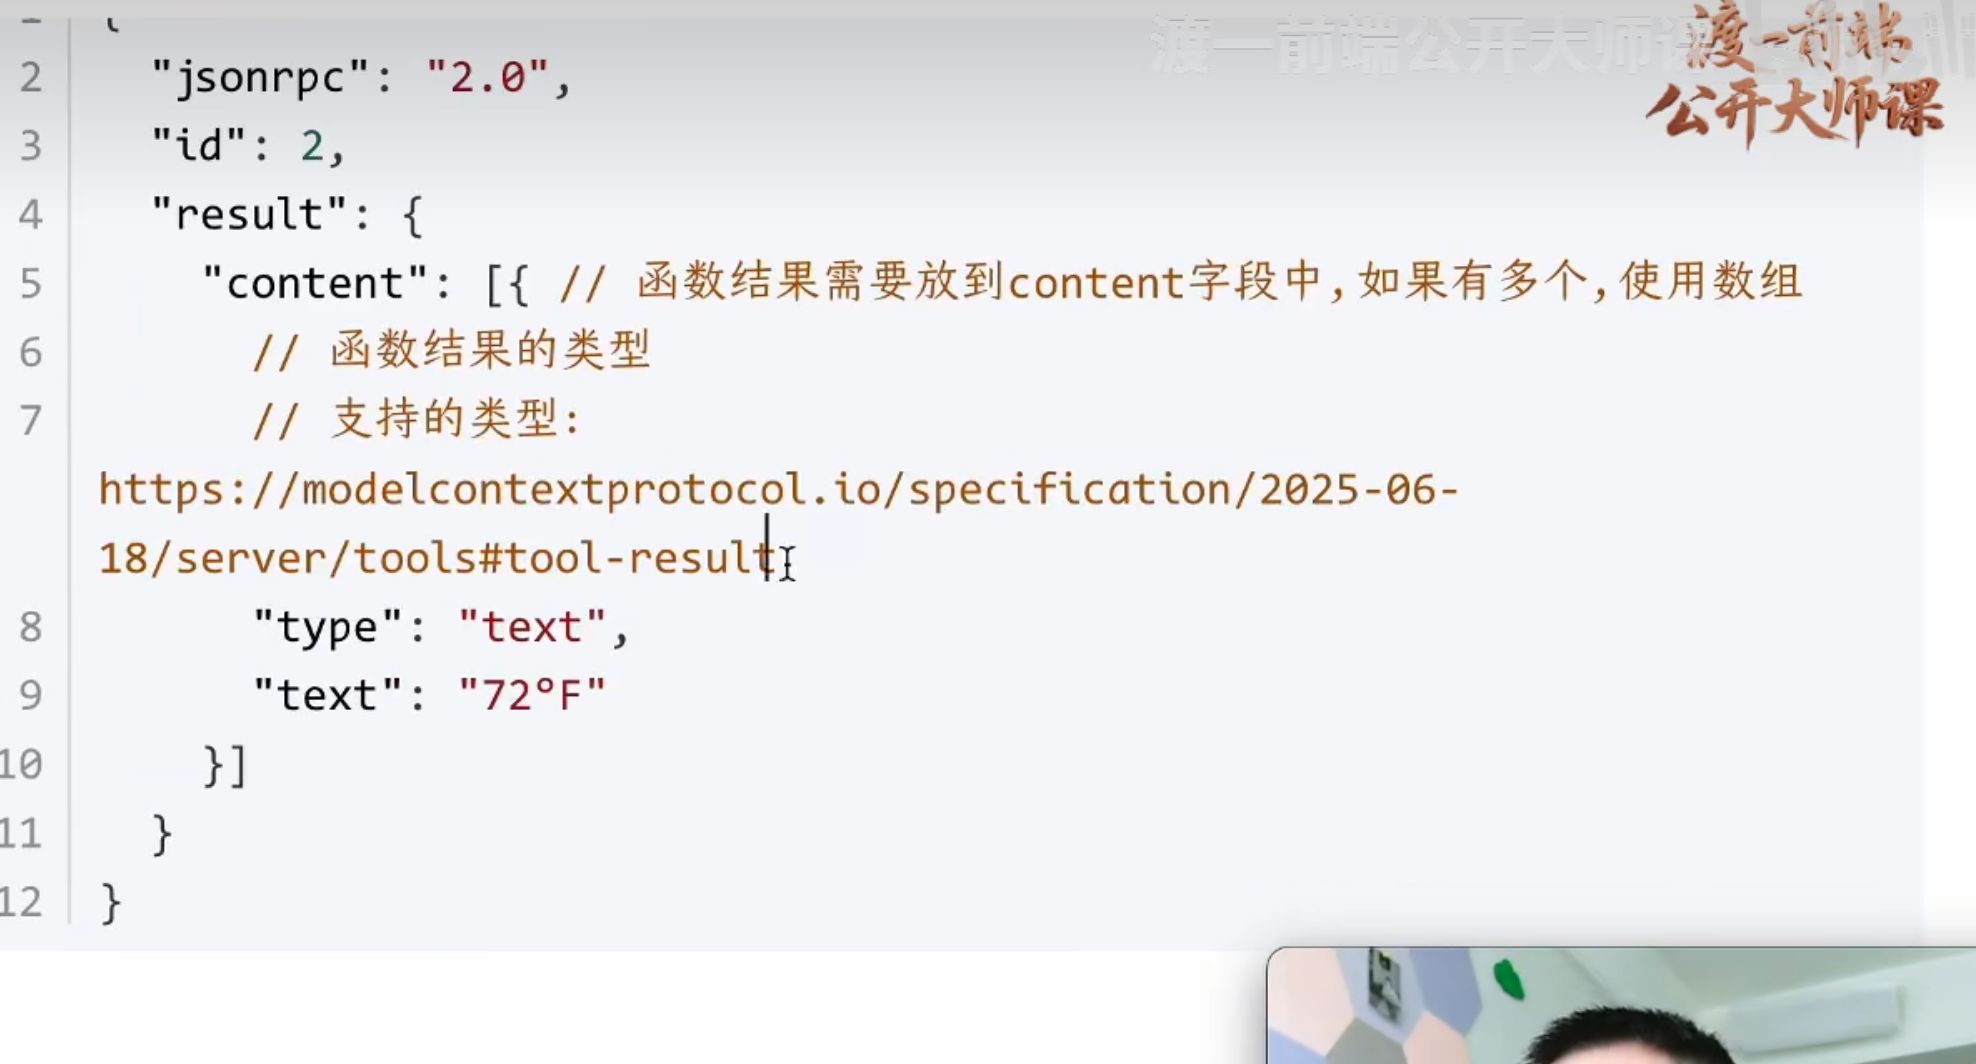 渡一前端公开大师课
渡一前端
公开大师课
1 {
2 "jsonrpc": "2.0",
3 "id": 2,
4 "result": {
5 "content": [{ // 函数结果需要放到content字段中,如果有多个,使用数组
6 // 函数结果的类型
7 // 支持的类型:
https://modelcontextprotocol.io/specification/2025-06-
18/server/tools#tool-result
8 "type": "text",
9 "text": "72°F"
10 }]
11 }
12 }